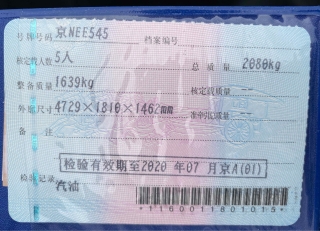 号牌号码 京NEE545 档案编号
核定载人数 5人 总质量 2080kg
整备质量 1639kg 核定载质量 --
外廓尺寸 4729×1810×1462mm 准牵引总质量 --
检验有效期至2020 年07 月京A(01)
检验记录 汽油
*1160011801015*